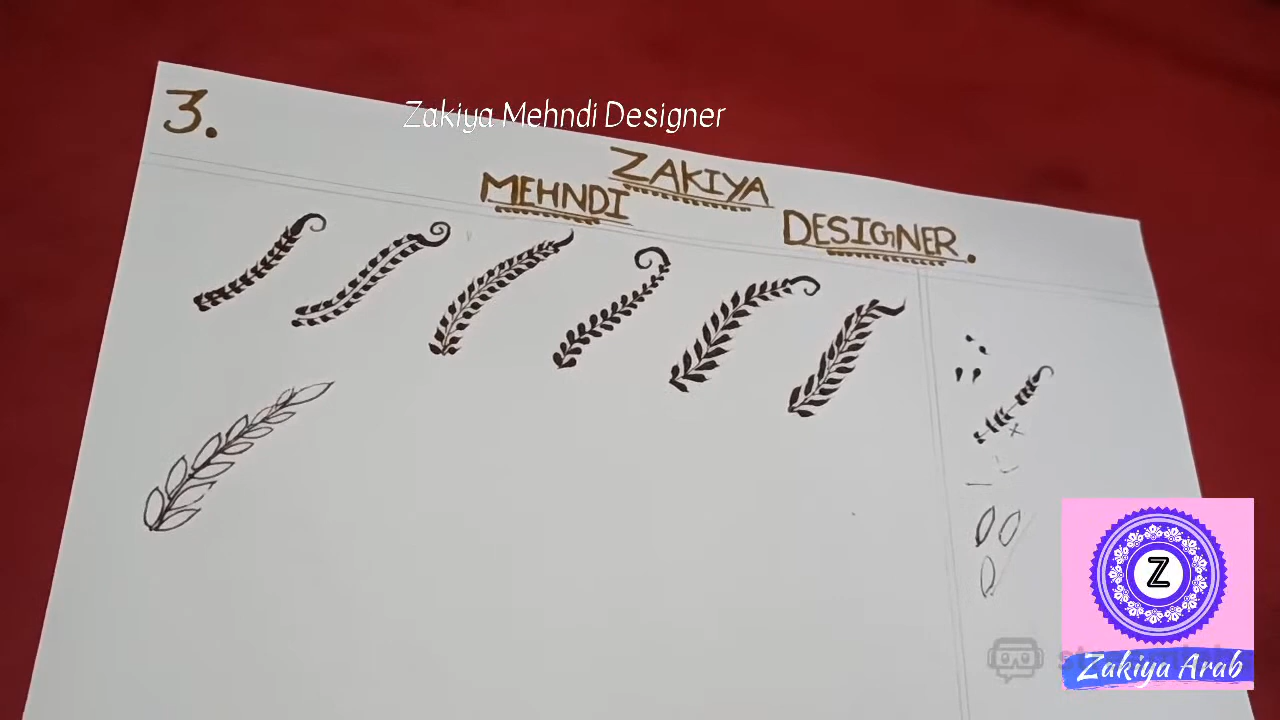 3.
Zakiya Mehndi Designer
ZAKIYA
MEHNDI
DESIGNER.
Z
Zakiya Arab